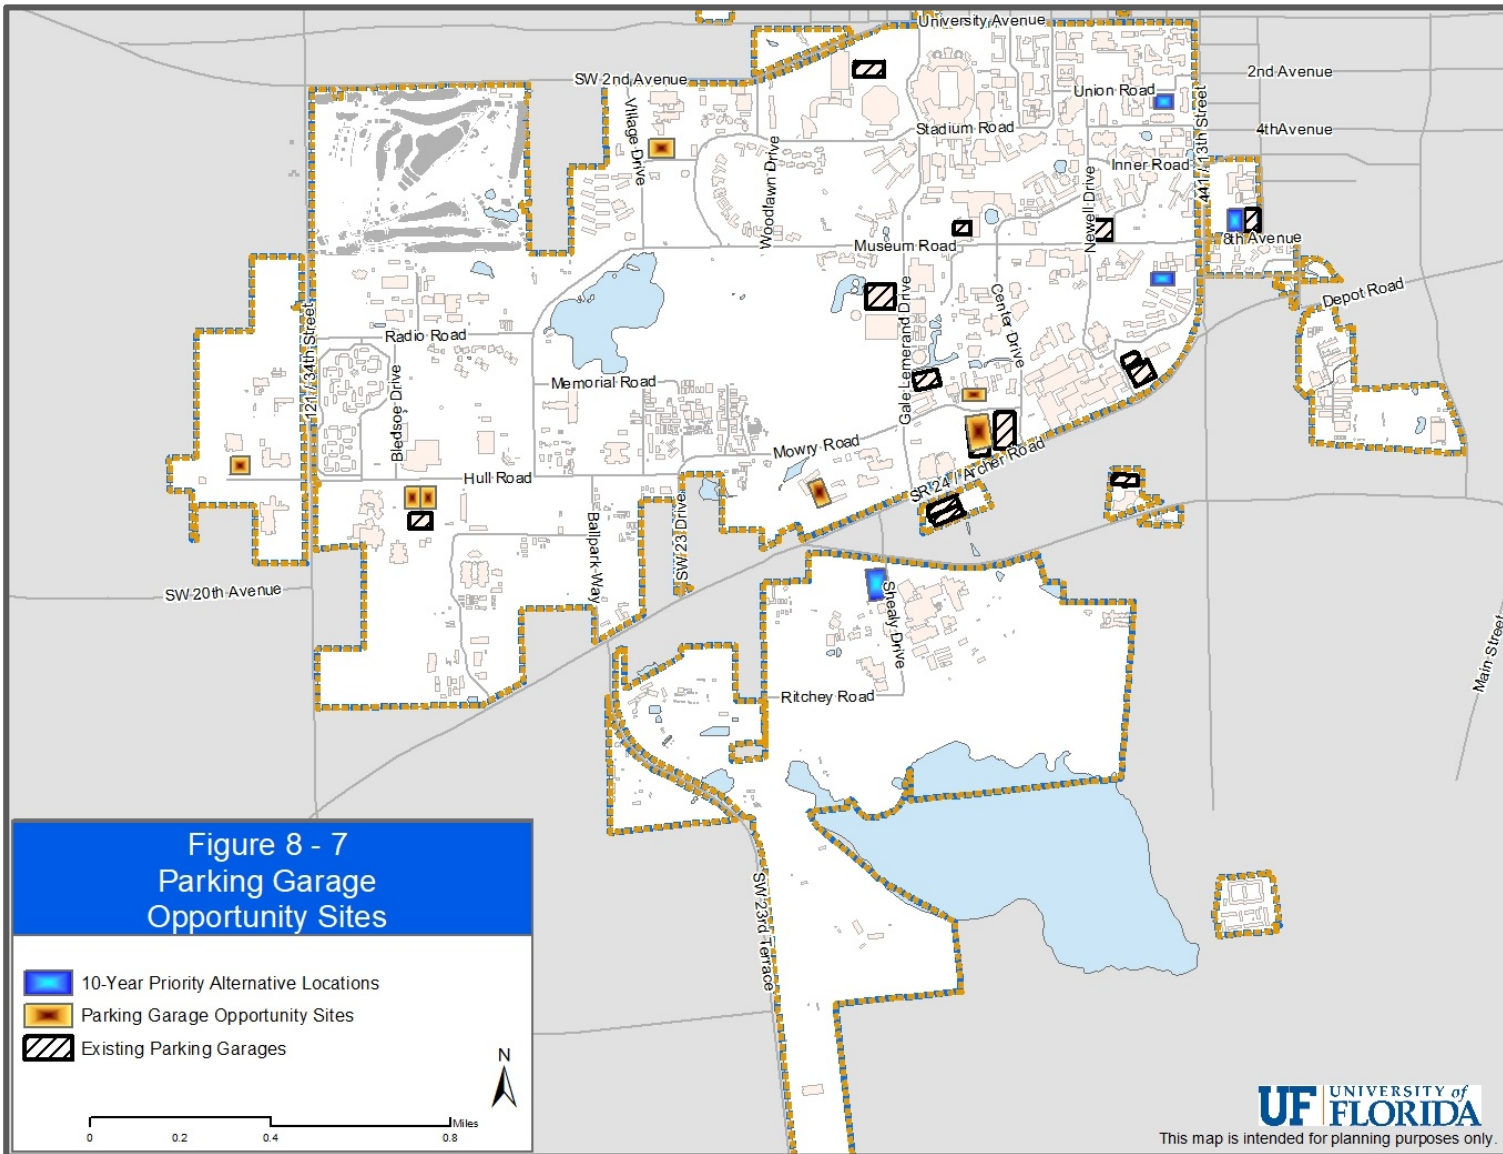 University Avenue
SW 2nd Avenue
2nd Avenue
Union Road
Village Drive
Stadium Road
4thAvenue
441 / 13th Street
Inner Road
Woodlawn Drive
Newell Drive
Museum Road
8th Avenue
Depot Road
Gale Lemerand Drive
Center Drive
121 / 34th Street
Radio Road
Memorial Road
Bledsoe Drive
Mowry Road
Hull Road
SR 24 / Archer Road
Ballpark Way
SW 23 Drive
SW 20th Avenue
Shealy Drive
Main Street
Ritchey Road
SW 23rd Terrace
Figure 8 - 7
Parking Garage
Opportunity Sites
10-Year Priority Alternative Locations
Parking Garage Opportunity Sites
Existing Parking Garages
N
Miles
0 0.2 0.4 0.8
UF UNIVERSITY of
FLORIDA
This map is intended for planning purposes only.